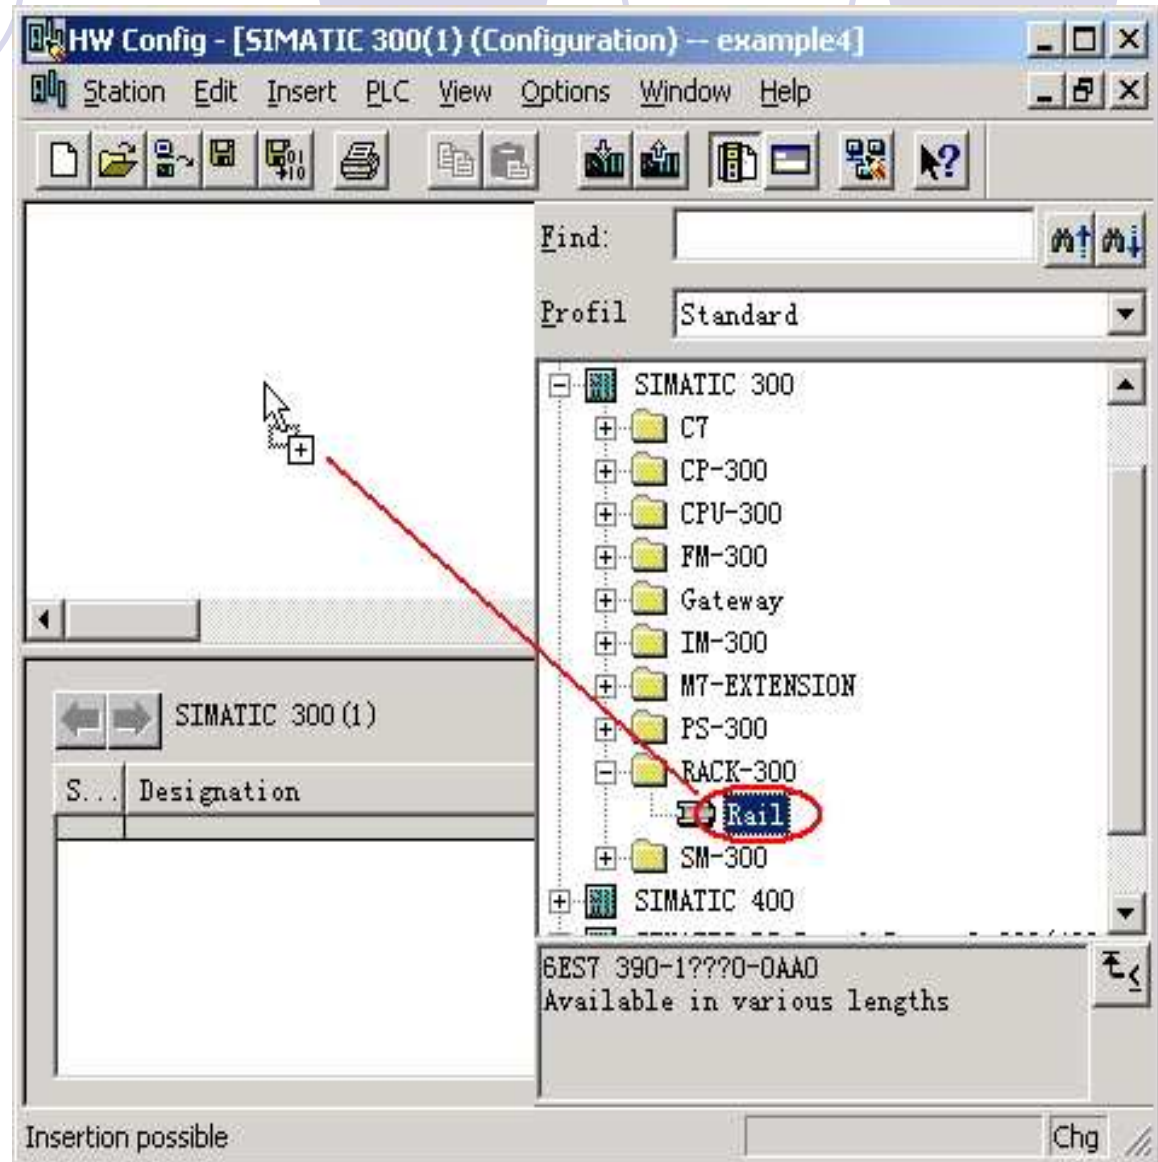 HW Config - [SIMATIC 300(1) (Configuration) -- example4]
Station Edit Insert PLC View Options Window Help
Find:
Profil Standard
SIMATIC 300
C7
CP-300
CPU-300
FM-300
Gateway
IM-300
M7-EXTENSION
PS-300
RACK-300
Rail
SM-300
SIMATIC 400
SIMATIC 300(1)
S... Designation
6ES7 390-1???0-0AA0
Available in various lengths
Insertion possible
Chg